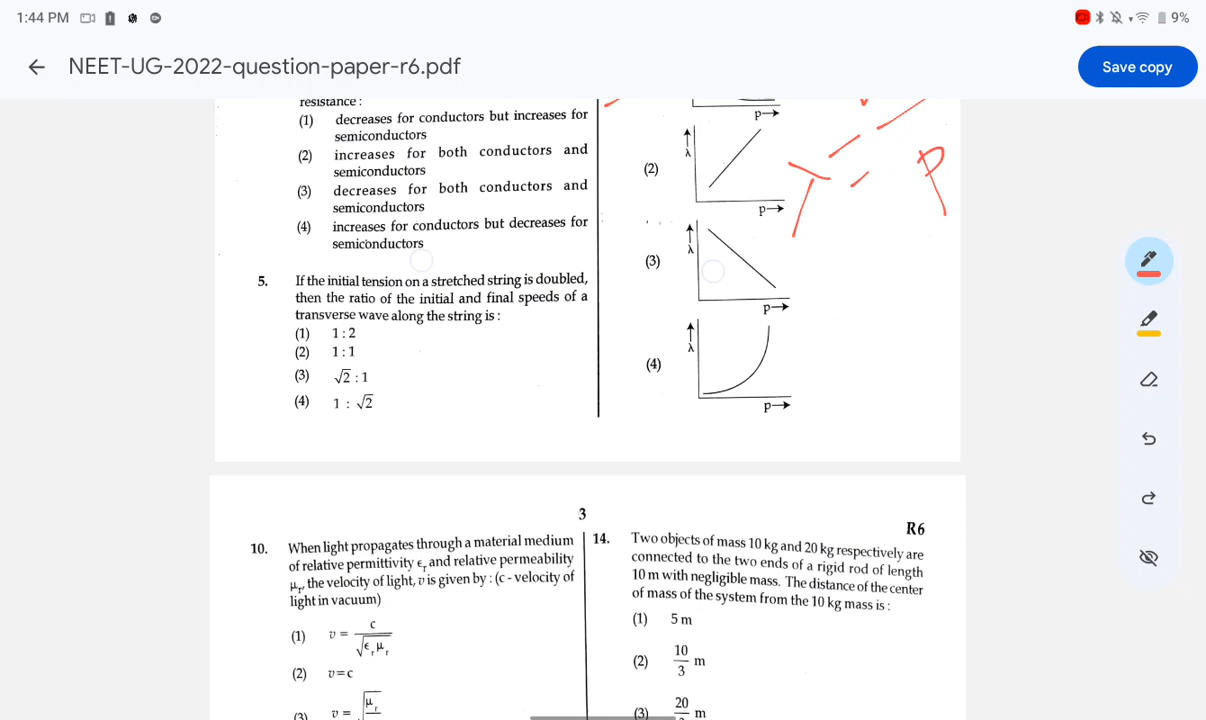 1:44 PM
9%
NEET-UG-2022-question-paper-r6.pdf
Save copy
resistance :
(1) decreases for conductors but increases for
semiconductors
(2) increases for both conductors and
semiconductors
(3) decreases for both conductors and
semiconductors
(4) increases for conductors but decreases for
semiconductors
5. If the initial tension on a stretched string is doubled,
then the ratio of the initial and final speeds of a
transverse wave along the string is :
(1) 1 : 2
(2) 1 : 1
(3) √2 : 1
(4) 1 : √2
p→
(2)
λ
p→
(3)
λ
p→
(4)
λ
p→
T = P
3
R6
10. When light propagates through a material medium
of relative permittivity ϵr and relative permeability
μr, the velocity of light, v is given by : (c - velocity of
light in vacuum)
(1) v = c / √ϵr μr
(2) v = c
(3) v = √μr
14. Two objects of mass 10 kg and 20 kg respectively are
connected to the two ends of a rigid rod of length
10 m with negligible mass. The distance of the center
of mass of the system from the 10 kg mass is :
(1) 5 m
(2) 10/3 m
(3) 20 m